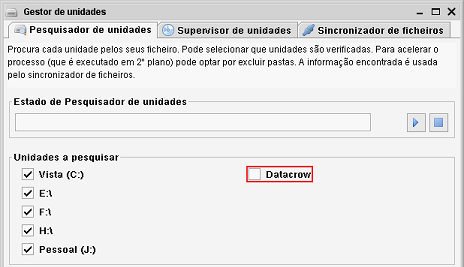 Gestor de unidades
Pesquisador de unidades Supervisor de unidades Sincronizador de ficheiros
Procura cada unidade pelos seus ficheiro. Pode selecionar que unidades são verificadas. Para acelerar o
processo (que é executado em 2º plano) pode optar por excluir pastas. A informação encontrada é usada
pelo sincronizador de ficheiros.
Estado de Pesquisador de unidades
Unidades a pesquisar
Vista (C:) Datacrow
E:\
F:\
H:\
Pessoal (J:)